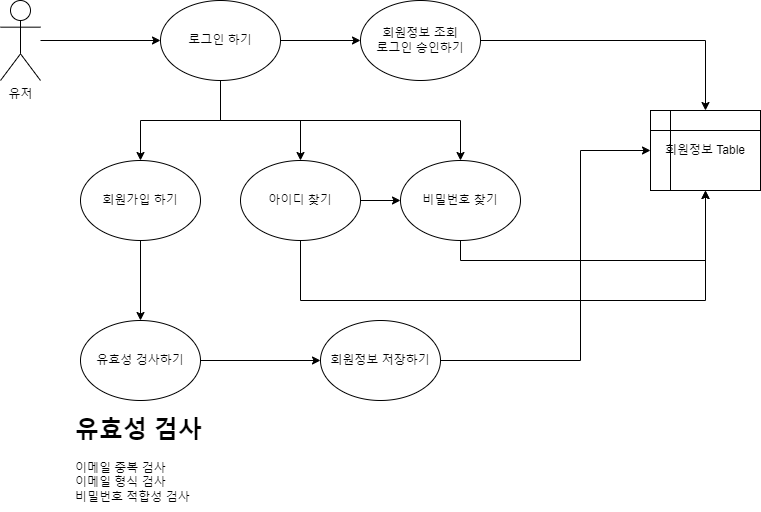 유저
로그인 하기
회원정보 조회
로그인 승인하기
회원정보 Table
회원가입 하기
아이디 찾기
비밀번호 찾기
유효성 검사하기
회원정보 저장하기
유효성 검사
이메일 중복 검사
이메일 형식 검사
비밀번호 적합성 검사